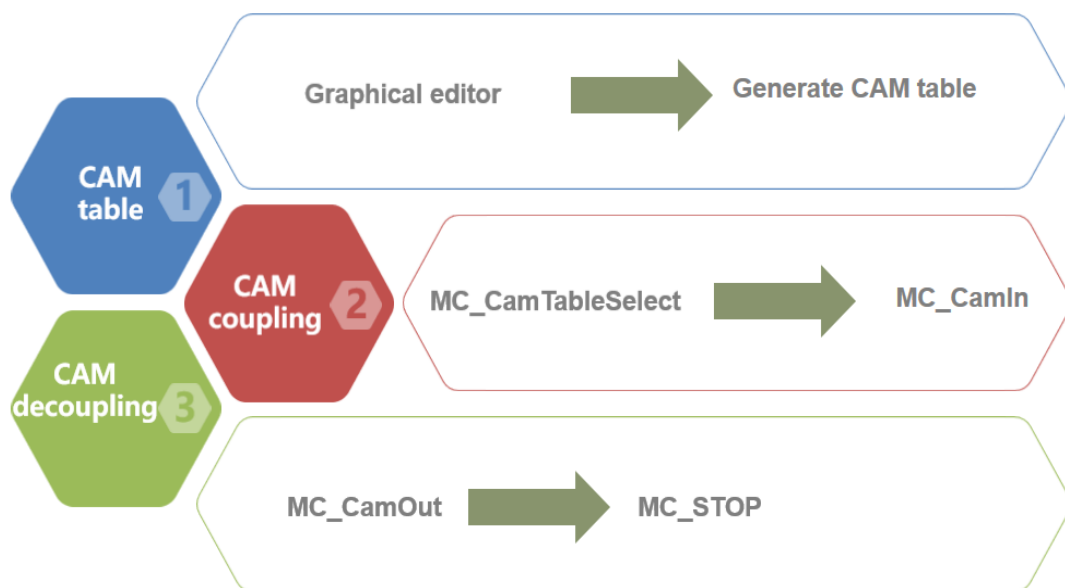 Graphical editor
Generate CAM table
CAM
table
1
CAM
coupling
2
MC_CamTableSelect
MC_CamIn
CAM
decoupling
3
MC_CamOut
MC_STOP